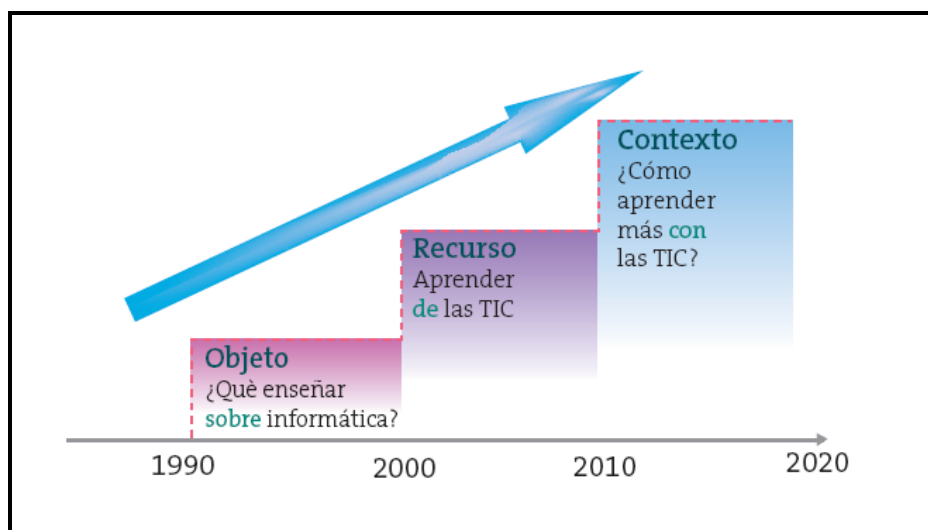 Contexto
¿Cómo
aprender
más con
las TIC?
Recurso
Aprender
de las TIC
Objeto
¿Què enseñar
sobre informática?
1990
2000
2010
2020